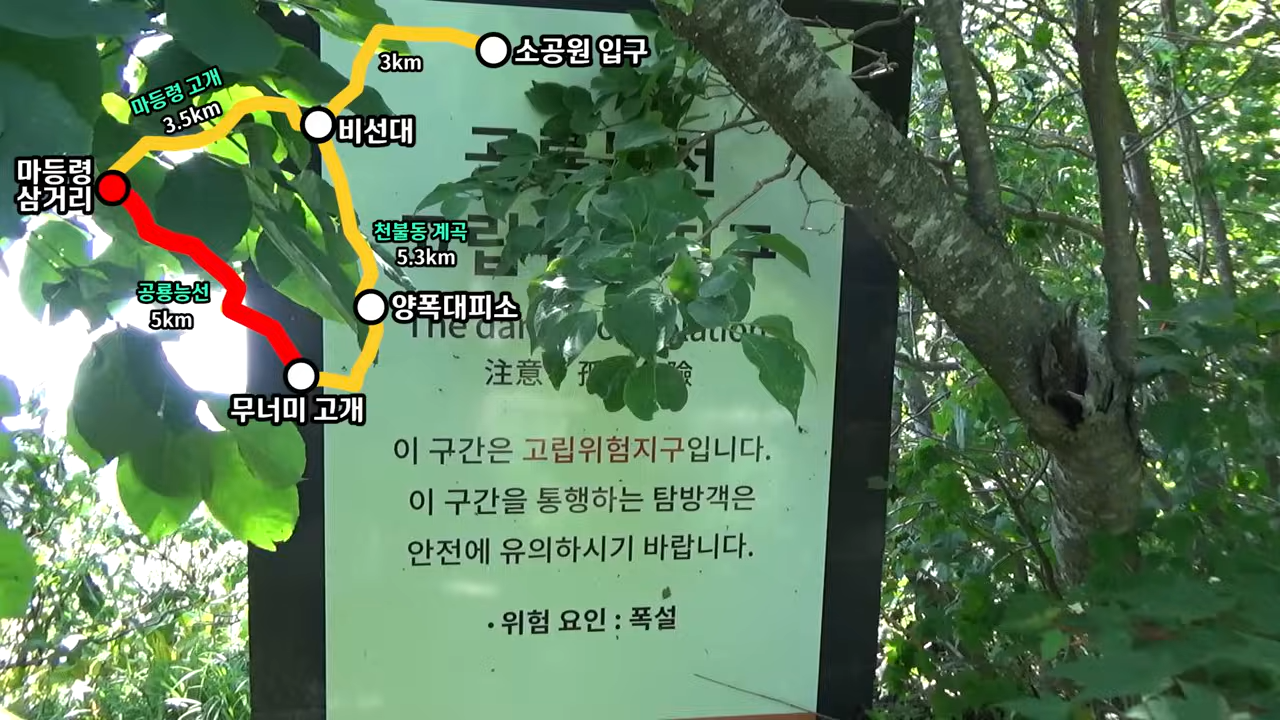 소공원 입구
3km
마등령 고개
3.5km
비선대
마등령
삼거리
천불동 계곡
5.3km
공룡능선
5km
양폭대피소
무너미 고개
The
注意
險
이 구간은 고립위험지구입니다.
이 구간을 통행하는 탐방객은
안전에 유의하시기 바랍니다.
• 위험 요인 : 폭설